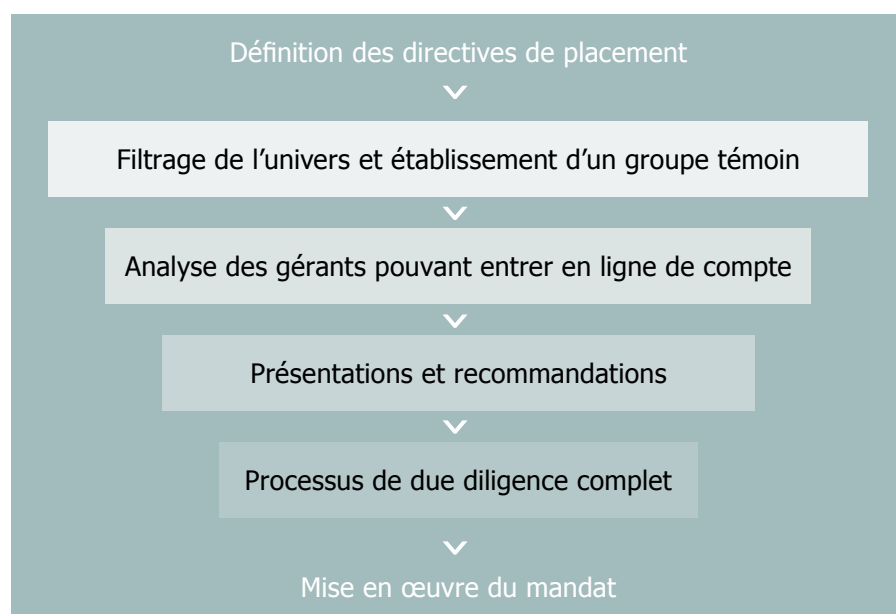 Définition des directives de placement
Filtrage de l’univers et établissement d’un groupe témoin
Analyse des gérants pouvant entrer en ligne de compte
Présentations et recommandations
Processus de due diligence complet
Mise en œuvre du mandat